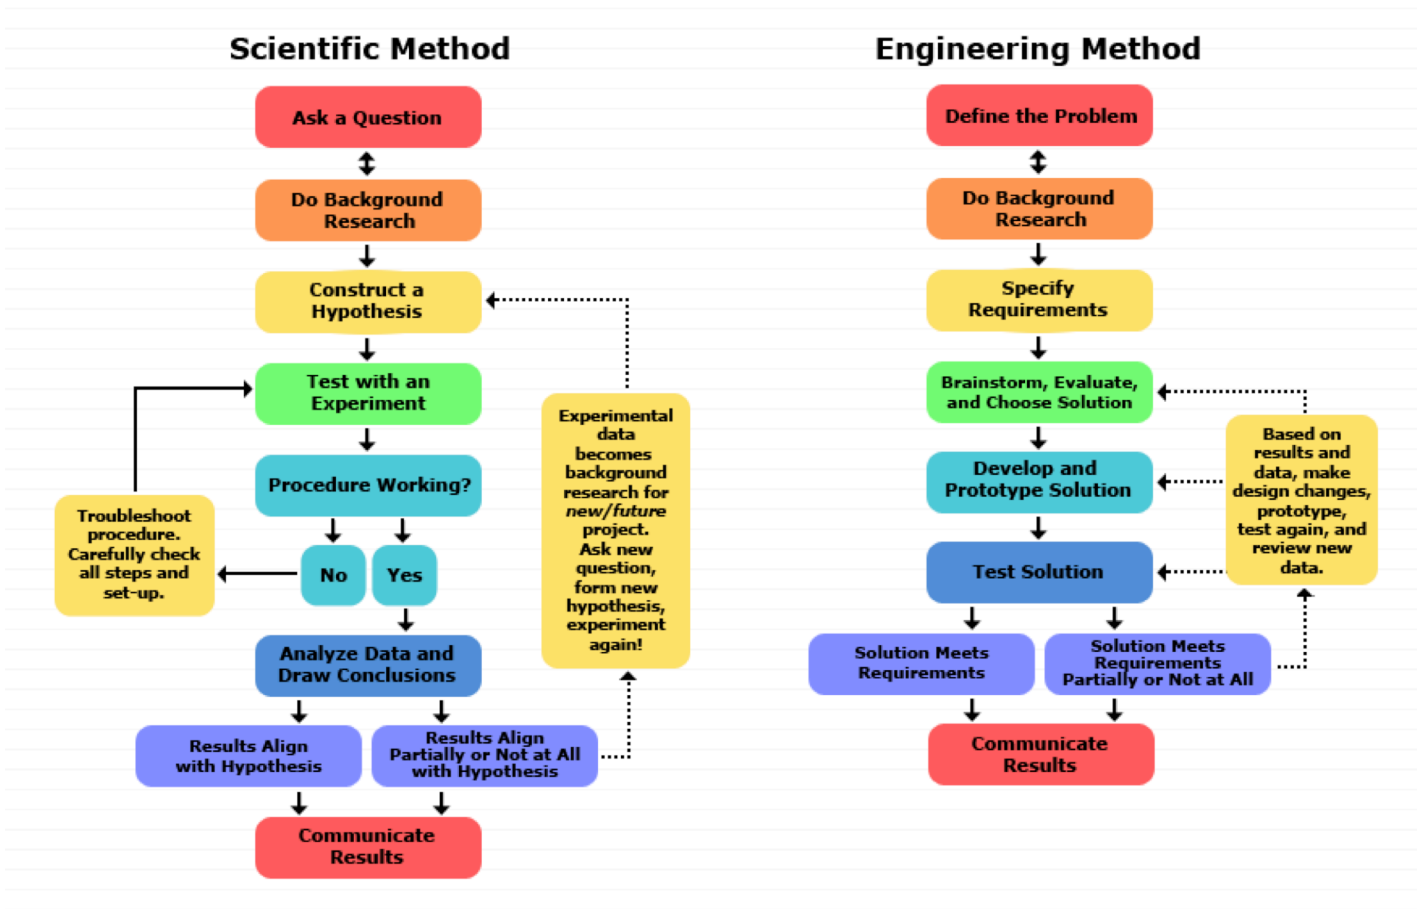 Scientific Method
Ask a Question
Do Background
Research
Construct a
Hypothesis
Test with an
Experiment
Procedure Working?
No
Yes
Troubleshoot
procedure.
Carefully check
all steps and
set-up.
Analyze Data and
Draw Conclusions
Results Align
with Hypothesis
Results Align
Partially or Not at All
with Hypothesis
Experimental
data
becomes
background
research for
new/future
project.
Ask new
question,
form new
hypothesis,
experiment
again!
Communicate
Results
Engineering Method
Define the Problem
Do Background
Research
Specify
Requirements
Brainstorm, Evaluate,
and Choose Solution
Develop and
Prototype Solution
Test Solution
Solution Meets
Requirements
Solution Meets
Requirements
Partially or Not at All
Based on
results and
data, make
design changes,
prototype,
test again, and
review new
data.
Communicate
Results